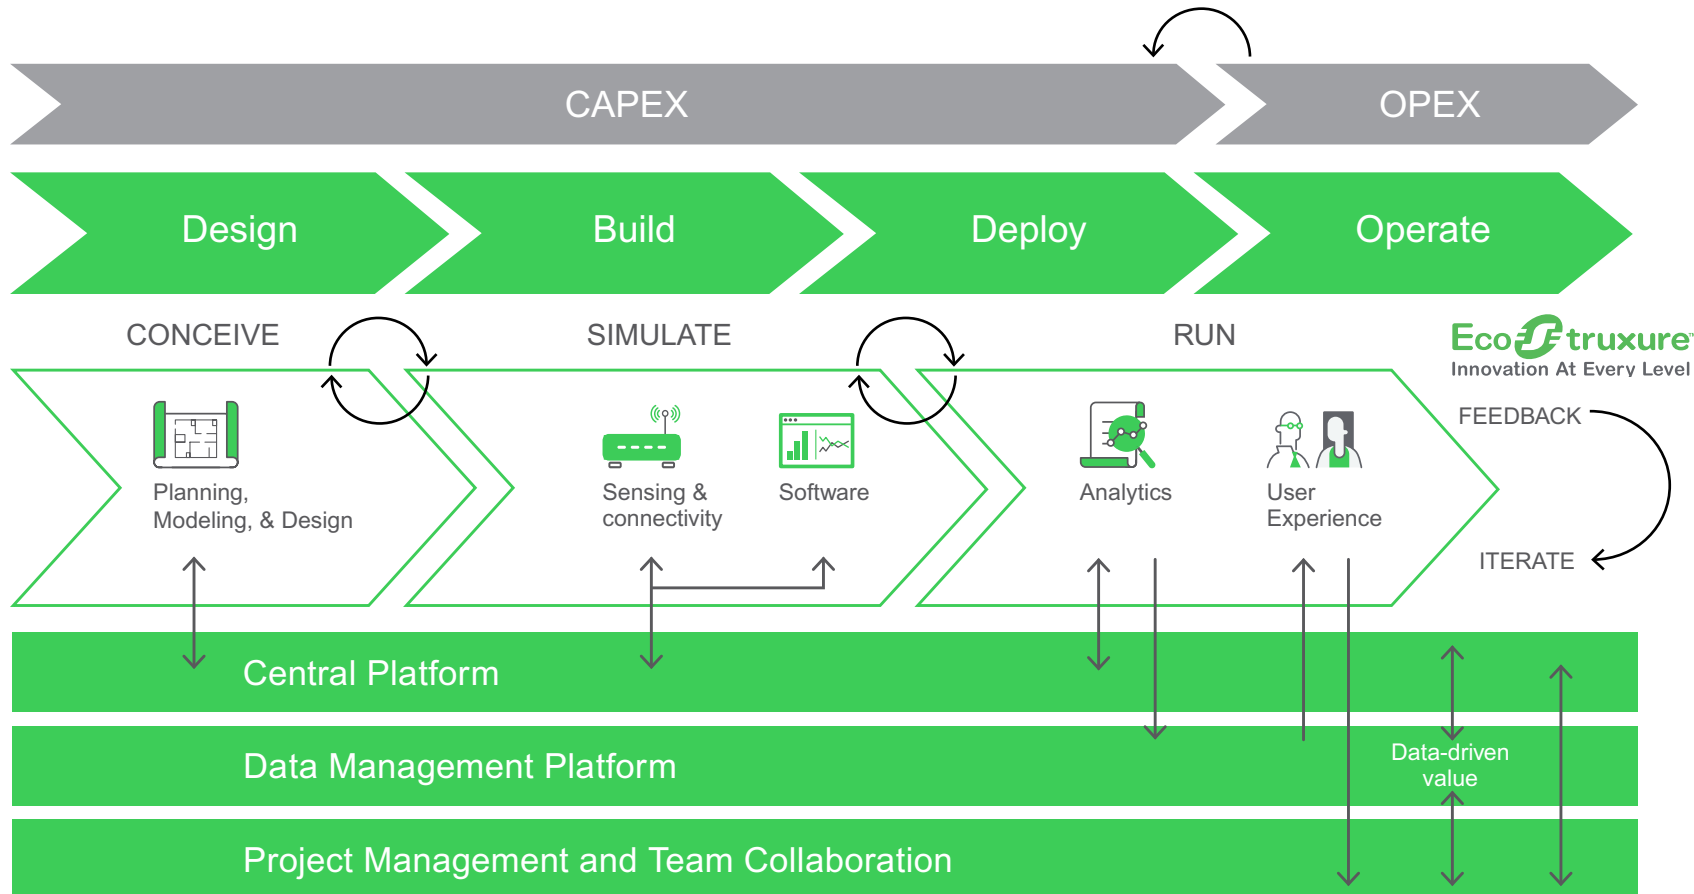 CAPEX
OPEX
Design
Build
Deploy
Operate
CONCEIVE
SIMULATE
RUN
EcoStruxure™
Innovation At Every Level
FEEDBACK
Planning,
Modeling, & Design
Sensing &
connectivity
Software
Analytics
User
Experience
ITERATE
Central Platform
Data Management Platform
Data-driven
value
Project Management and Team Collaboration